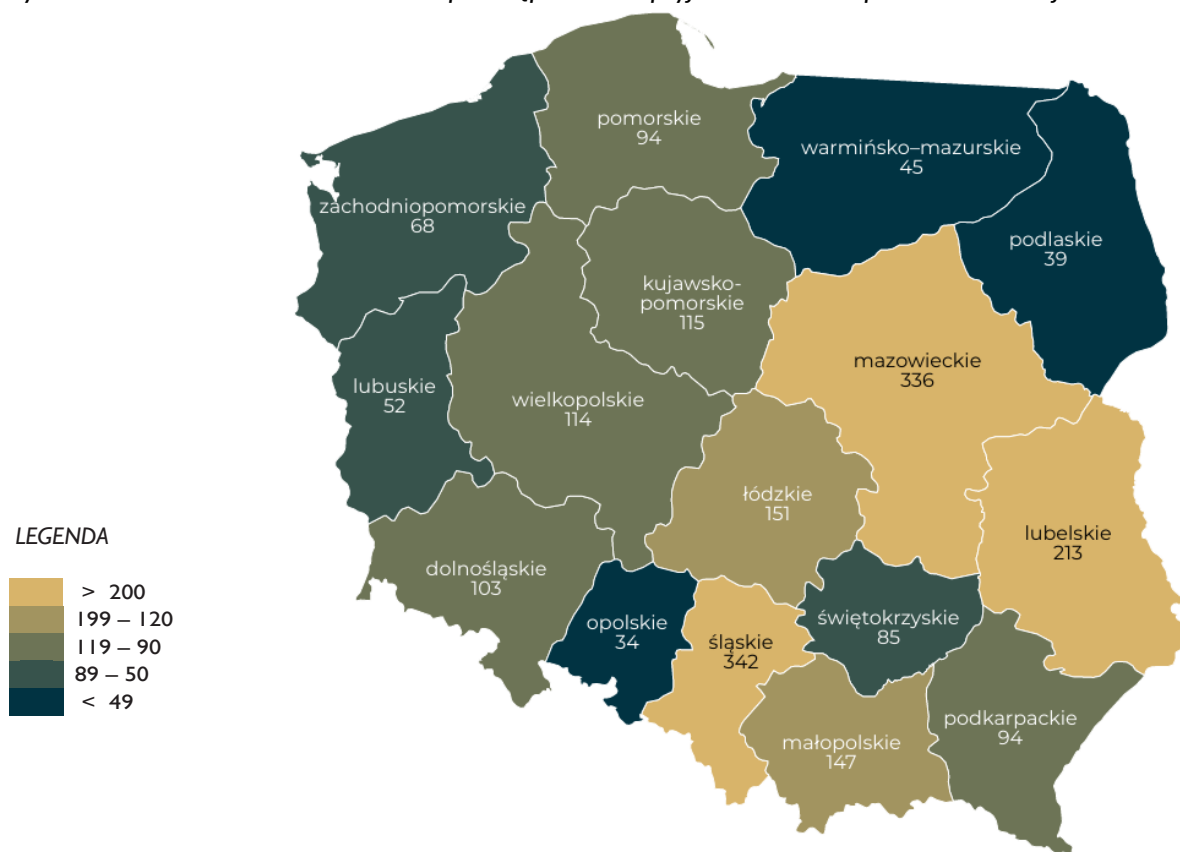 pomorskie
94
warmińsko–mazurskie
45
zachodniopomorskie
68
podlaskie
39
kujawsko-
pomorskie
115
mazowieckie
336
lubuskie
52
wielkopolskie
114
łódzkie
151
lubelskie
213
LEGENDA
dolnośląskie
103
> 200
199 – 120
119 – 90
89 – 50
< 49
opolskie
34
śląskie
342
świętokrzyskie
85
podkarpackie
94
małopolskie
147